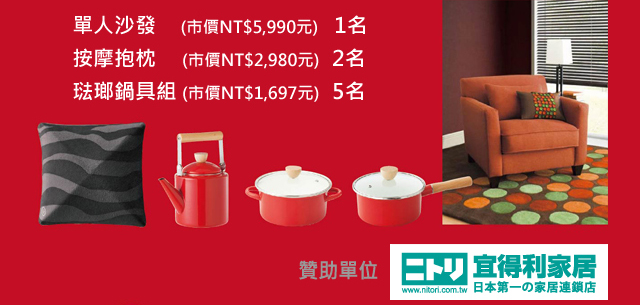 單人沙發 (市價NT$5,990元) 1名
按摩抱枕 (市價NT$2,980元) 2名
琺瑯鍋具組 (市價NT$1,697元) 5名
贊助單位
ニトリ 宜得利家居
www.nitori.com.tw 日本第一の家居連鎖店